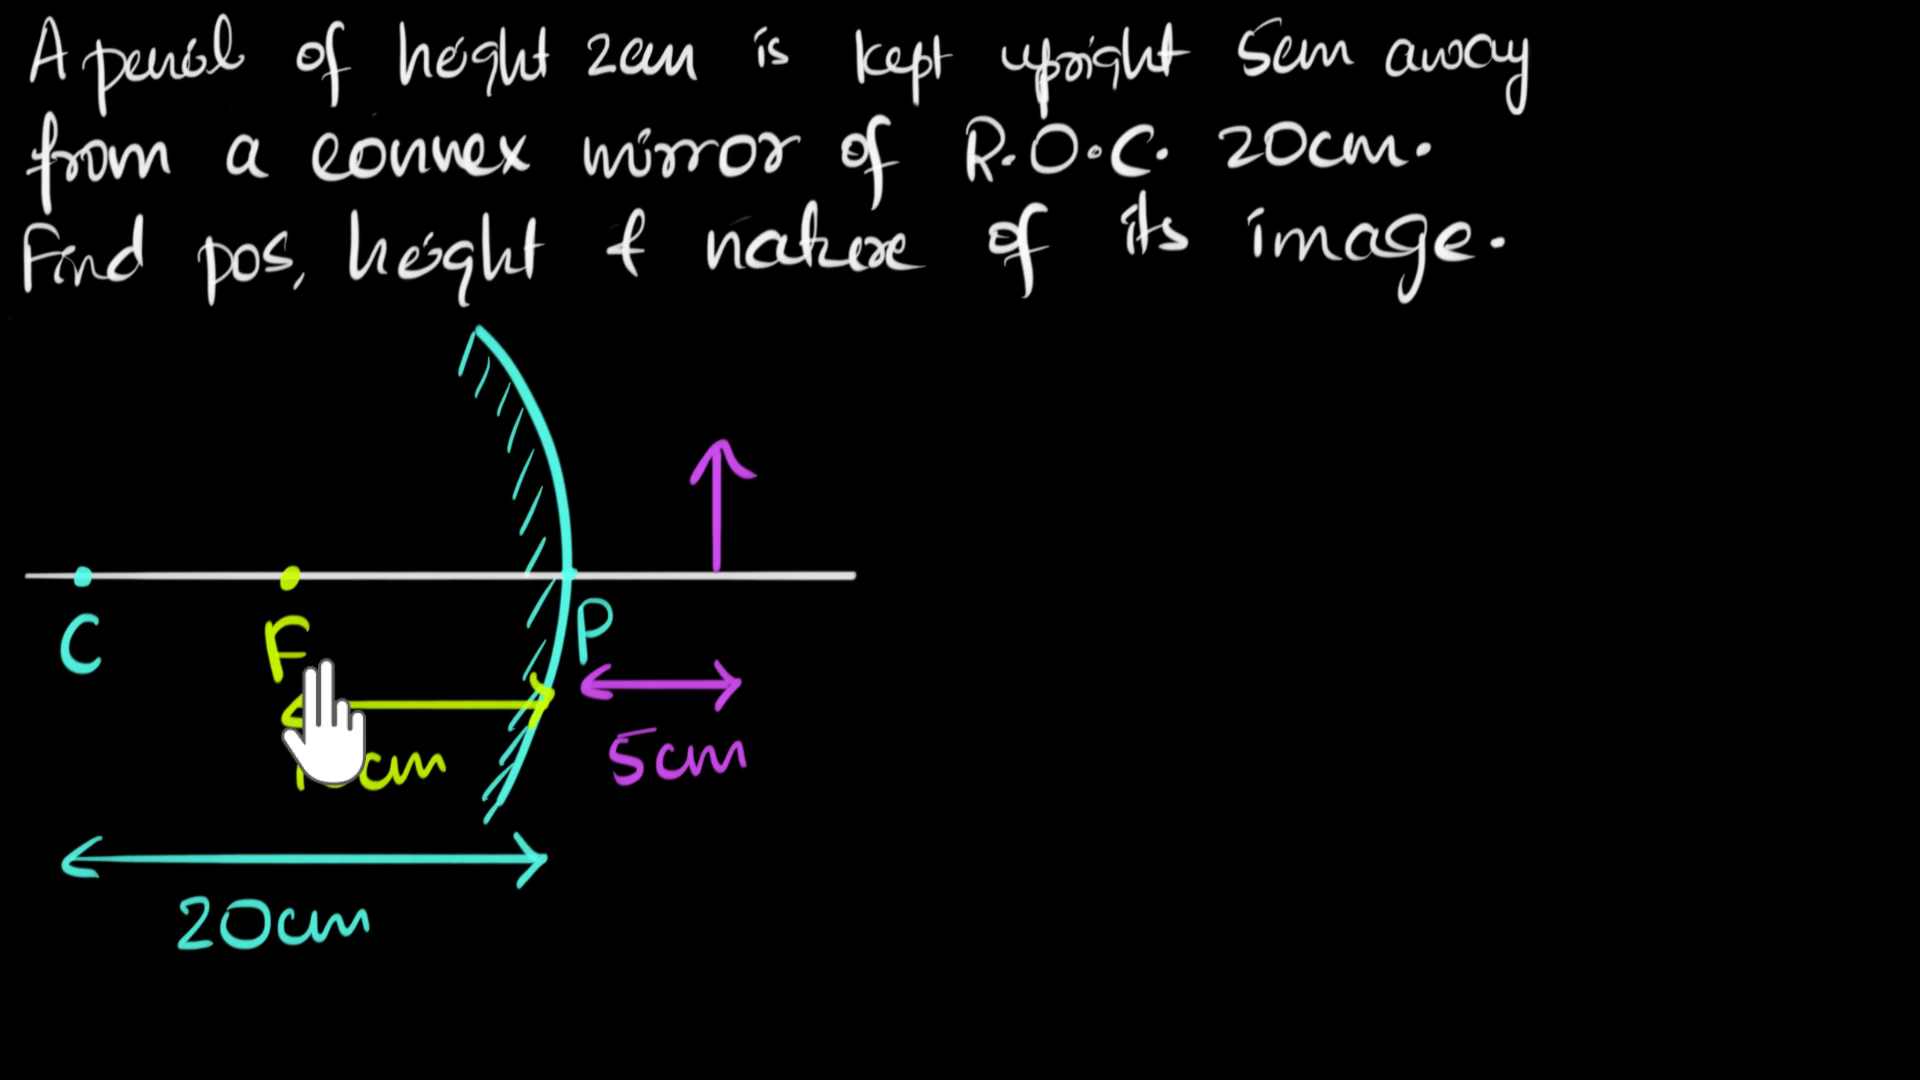 A pencil of height 2cm is kept upright 5cm away
from a convex mirror of R.O.C. 20cm.
Find pos, height & nature of its image.
C
F
P
cm
5cm
20cm